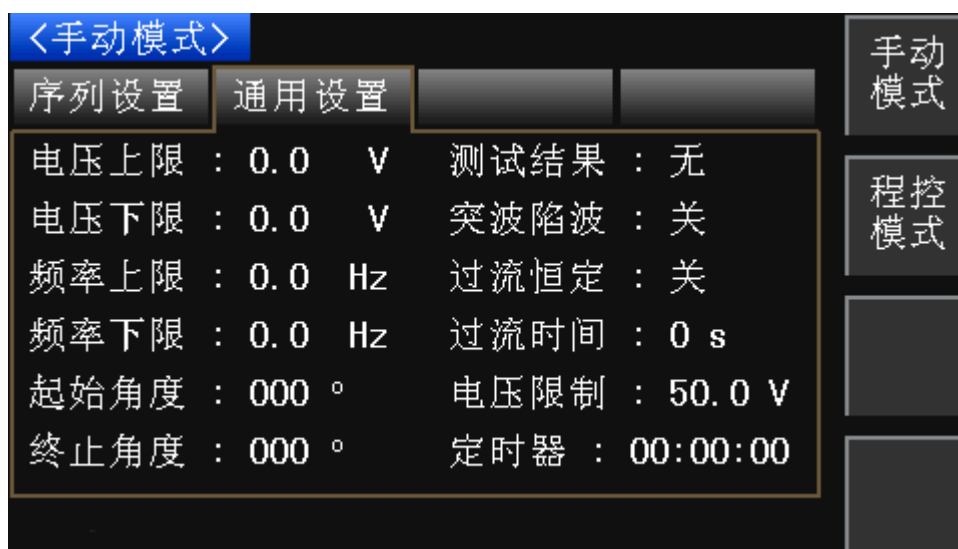 <手动模式>
序列设置 通用设置
电压上限 : 0.0 V 测试结果 : 无
电压下限 : 0.0 V 突波陷波 : 关
频率上限 : 0.0 Hz 过流恒定 : 关
频率下限 : 0.0 Hz 过流时间 : 0 s
起始角度 : 000 ° 电压限制 : 50.0 V
终止角度 : 000 ° 定时器 : 00:00:00
手动
模式
程控
模式